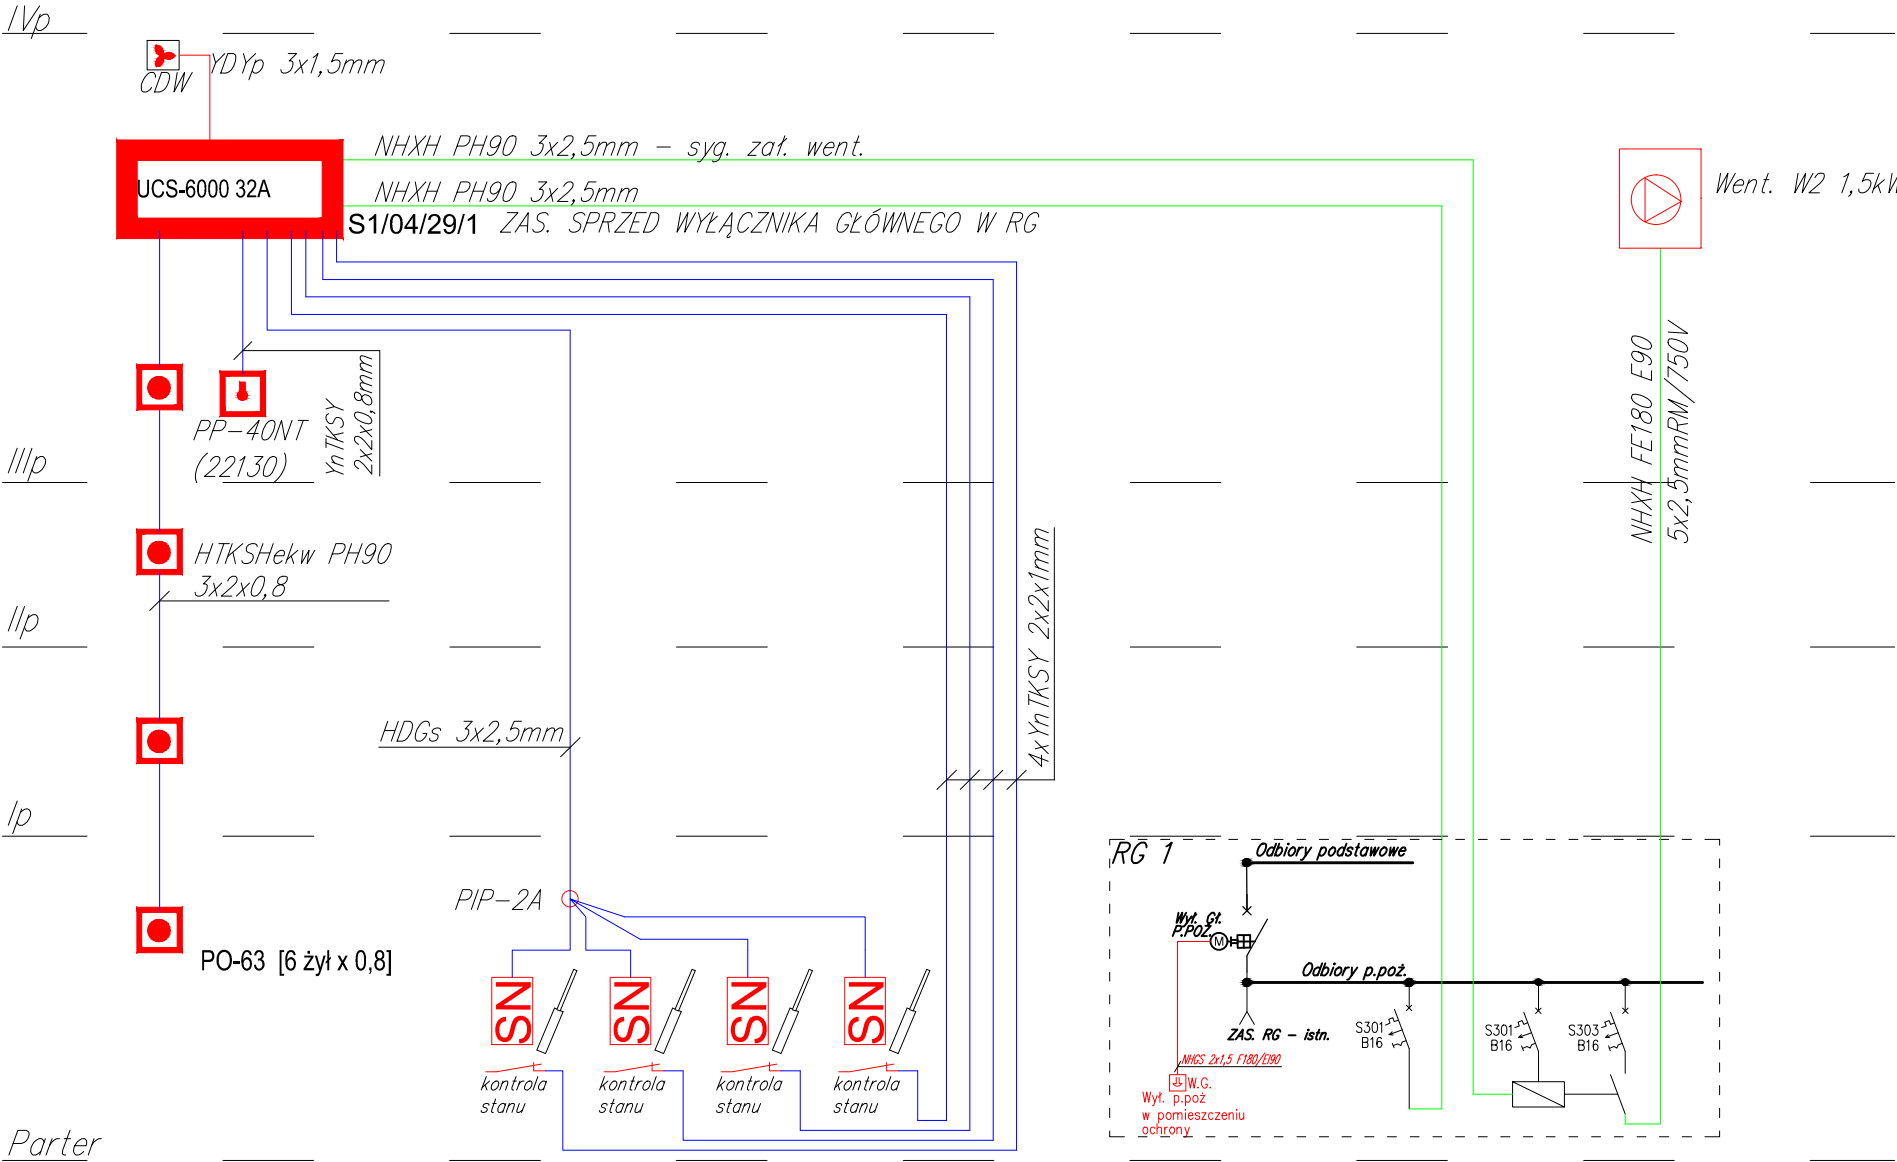 IVp
CDW
YDYp 3x1,5mm
NHXH PH90 3x2,5mm - syg. zał. went.
UCS-6000 32A
NHXH PH90 3x2,5mm
S1/04/29/1 ZAS. SPRZED WYŁĄCZNIKA GŁÓWNEGO W RG
Went. W2 1,5kW
NHXH FE180 E90
5x2,5mmRM/750V
PP-40NT
(22130)
YnTKSY
2x2x0,8mm
IIIp
HTKSHekw PH90
3x2x0,8
IIp
4xYnTKSY 2x2x1mm
HDGs 3x2,5mm
Ip
PIP-2A
PO-63 [6 żył x 0,8]
SN
SN
SN
SN
kontrola
stanu
kontrola
stanu
kontrola
stanu
kontrola
stanu
RG 1
Odbiory podstawowe
Wył. Gł.
P.POŻ.
M
Odbiory p.poż.
ZAS. RG - istn.
S301
B16
S301
B16
S303
B16
NHGS 2x1,5 F180/E90
W.G.
Wył. p.poż
w pomieszczeniu
ochrony
Parter